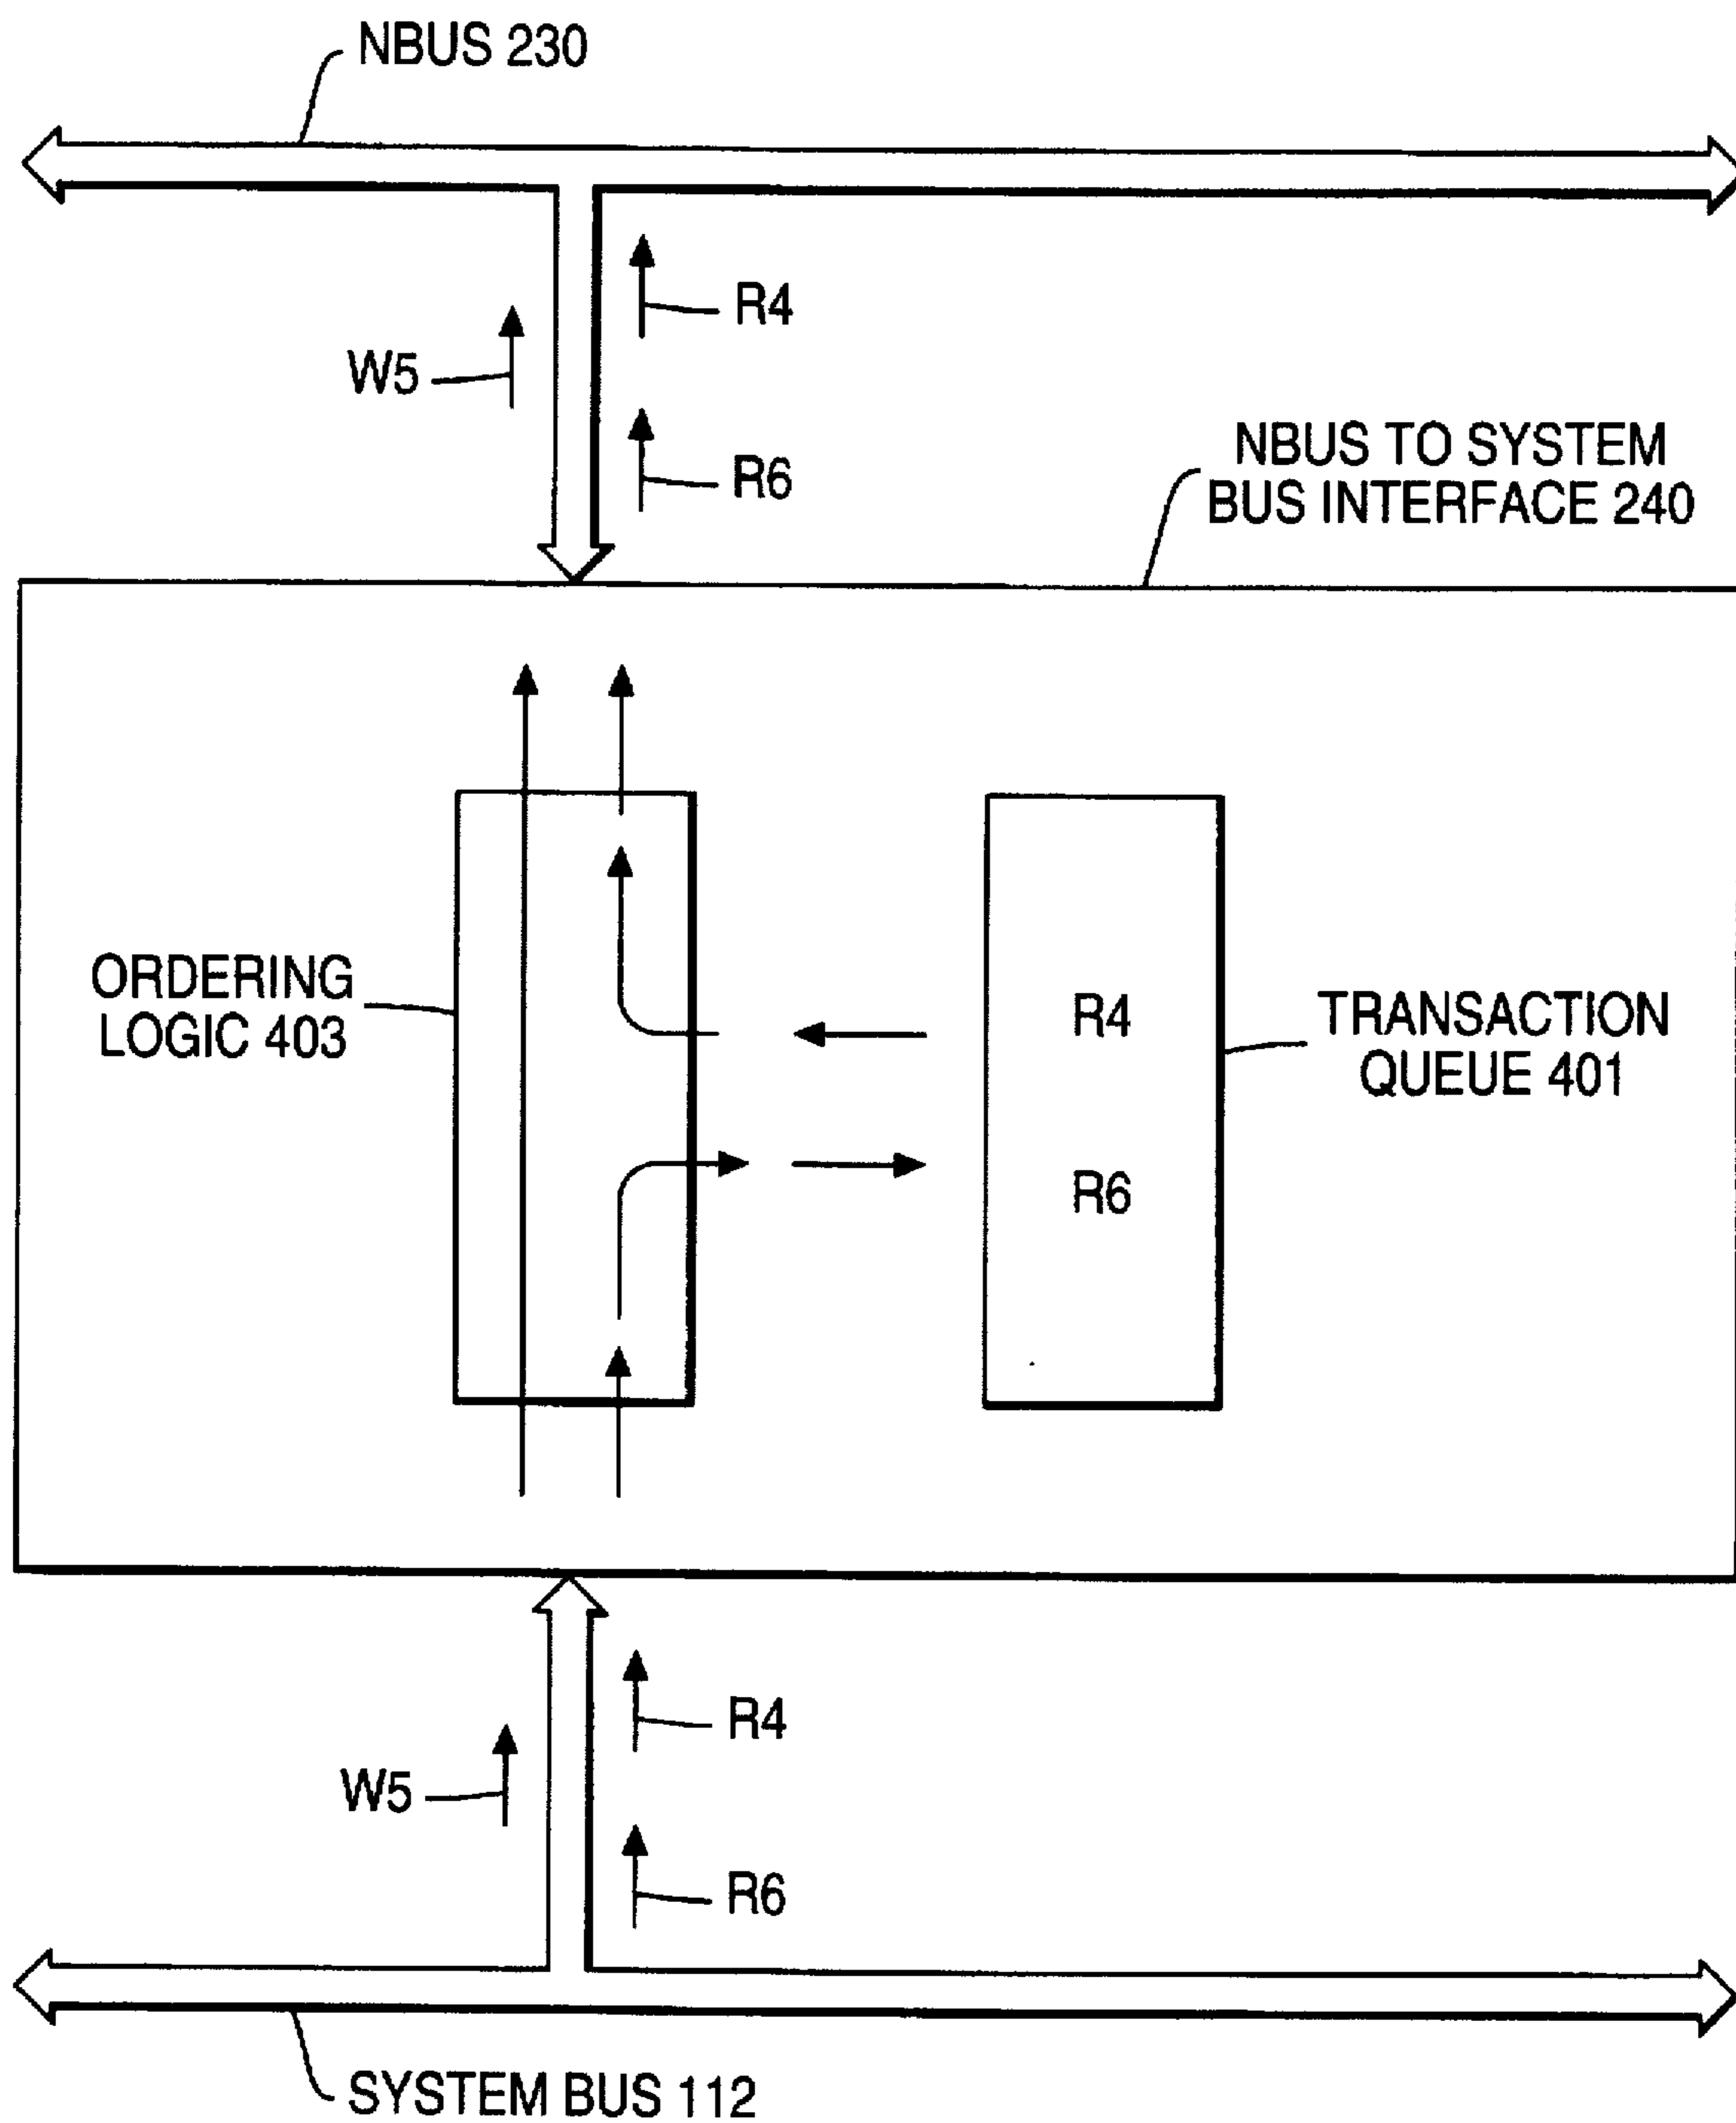 NBUS 230
R4
W5
R6
NBUS TO SYSTEM
BUS INTERFACE 240
ORDERING
LOGIC 403
R4
TRANSACTION
QUEUE 401
R6
R4
W5
R6
SYSTEM BUS 112